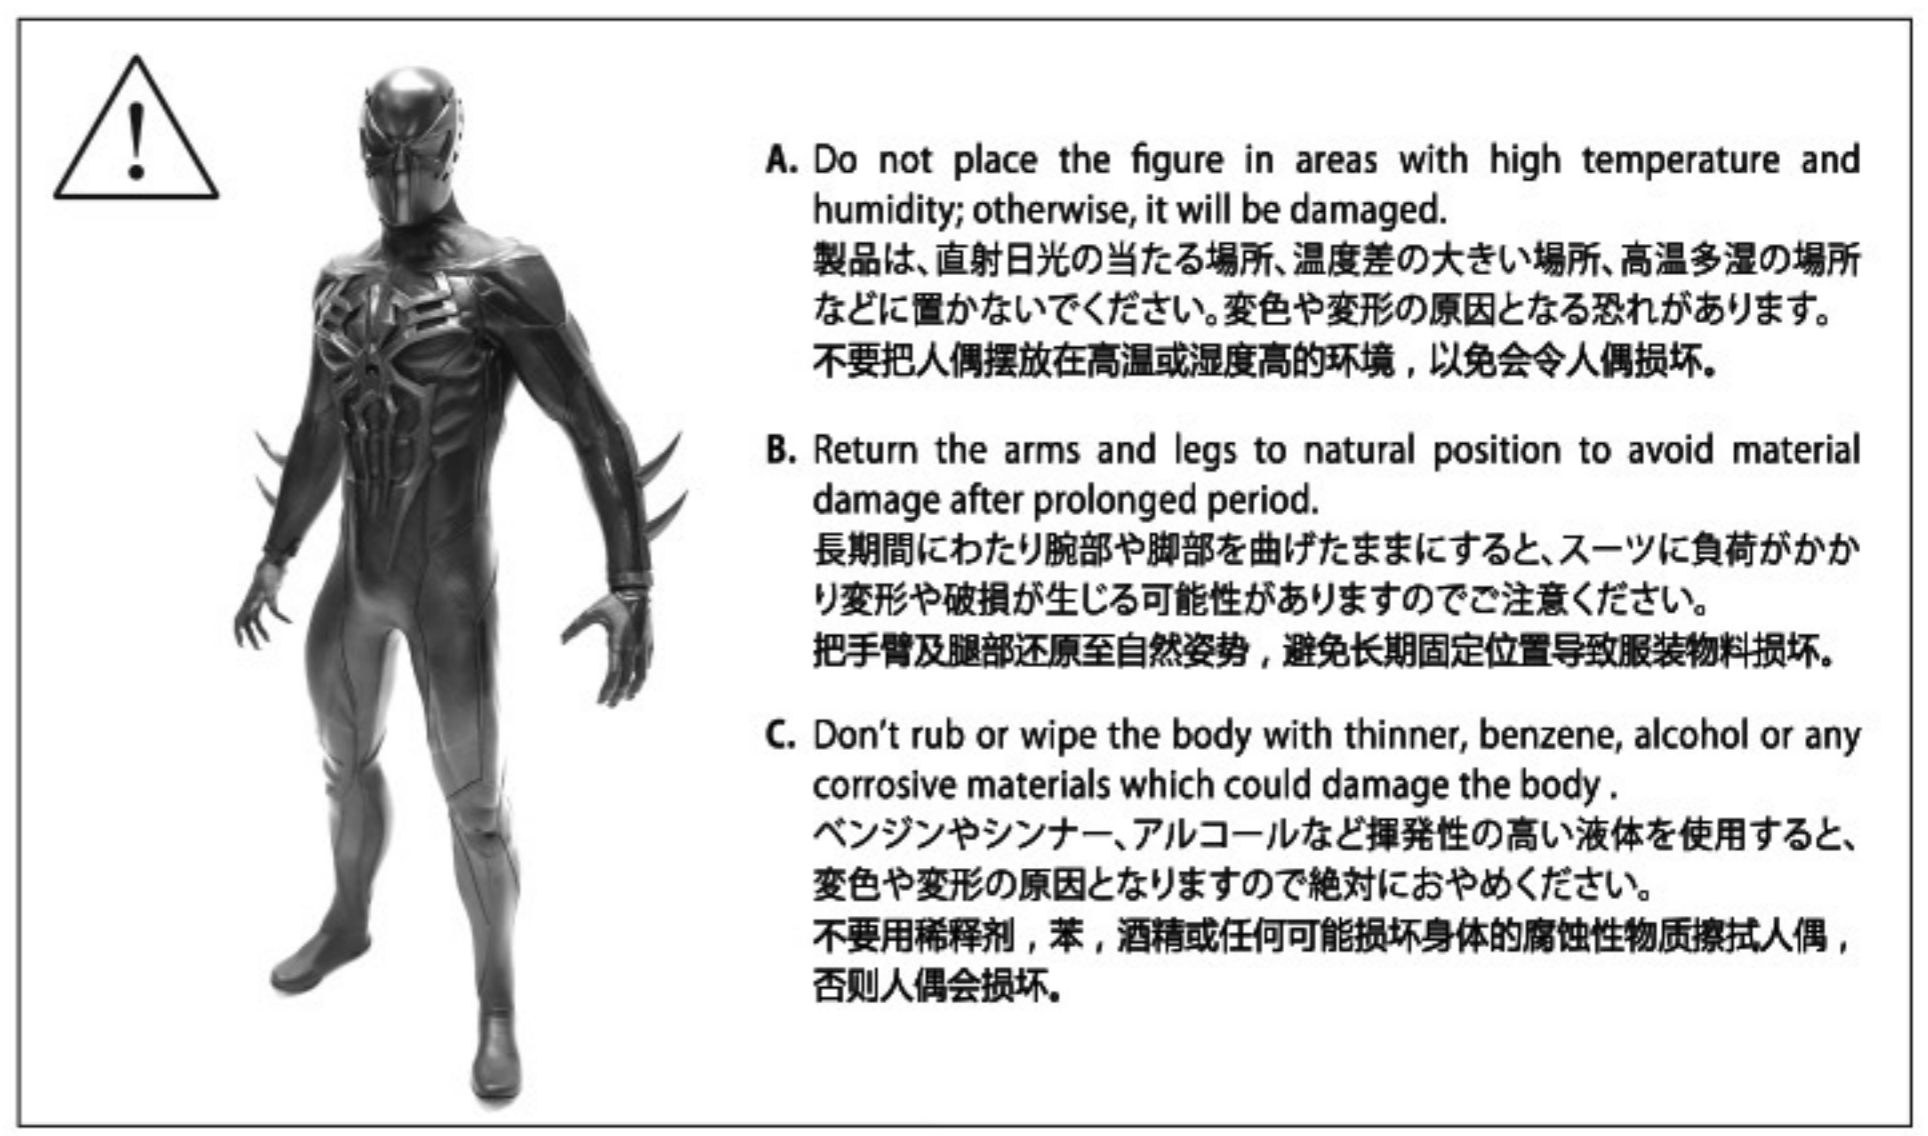 !
A. Do not place the figure in areas with high temperature and
humidity; otherwise, it will be damaged.
製品は、直射日光の当たる場所、温度差の大きい場所、高温多湿の場所
などに置かないでください。変色や変形の原因となる恐れがあります。
不要把人偶摆放在高温或湿度高的环境，以免会令人偶损坏。
B. Return the arms and legs to natural position to avoid material
damage after prolonged period.
長期間にわたり腕部や脚部を曲げたままにすると、スーツに負荷がかか
り変形や破損が生じる可能性がありますのでご注意ください。
把手臂及腿部还原至自然姿势，避免长期固定位置导致服装物料损坏。
C. Don't rub or wipe the body with thinner, benzene, alcohol or any
corrosive materials which could damage the body .
ベンジンやシンナー、アルコールなど揮発性の高い液体を使用すると、
変色や変形の原因となりますので絶対におやめください。
不要用稀释剂，苯，酒精或任何可能损坏身体的腐蚀性物质擦拭人偶，
否则人偶会损坏。